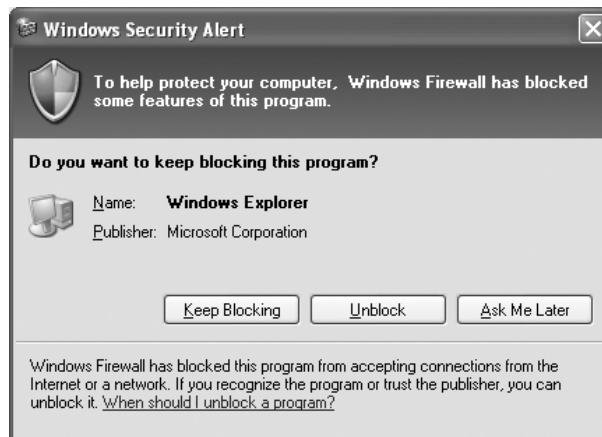 Windows Security Alert
To help protect your computer, Windows Firewall has blocked
some features of this program.
Do you want to keep blocking this program?
Name: Windows Explorer
Publisher: Microsoft Corporation
Keep Blocking Unblock Ask Me Later
Windows Firewall has blocked this program from accepting connections from the
Internet or a network. If you recognize the program or trust the publisher, you can
unblock it. When should I unblock a program?